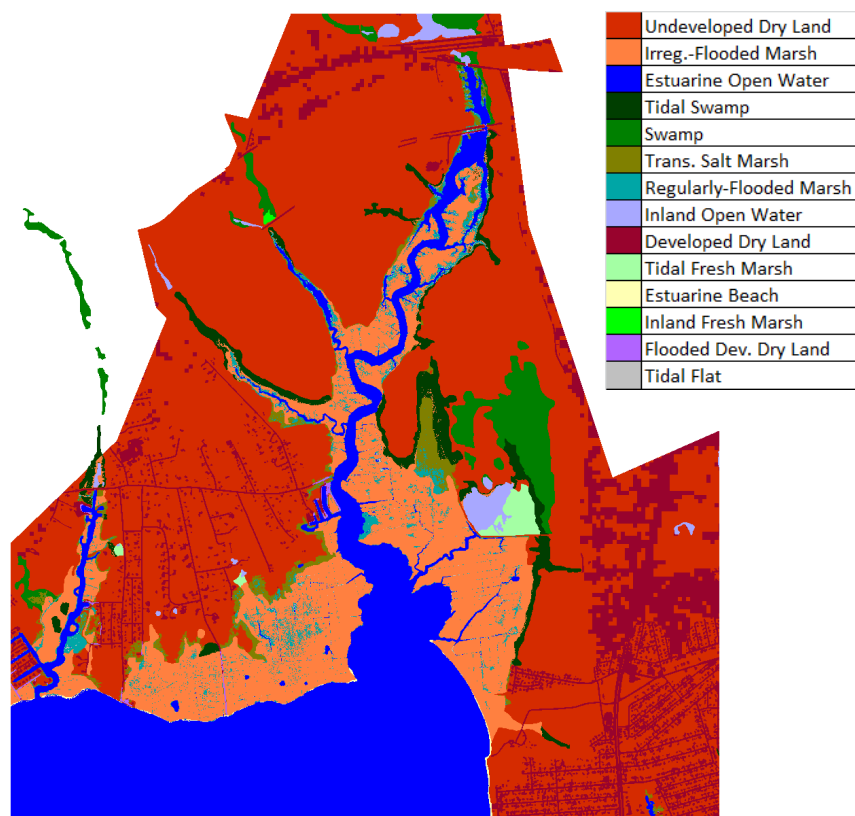 Undeveloped Dry Land
Irreg.-Flooded Marsh
Estuarine Open Water
Tidal Swamp
Swamp
Trans. Salt Marsh
Regularly-Flooded Marsh
Inland Open Water
Developed Dry Land
Tidal Fresh Marsh
Estuarine Beach
Inland Fresh Marsh
Flooded Dev. Dry Land
Tidal Flat